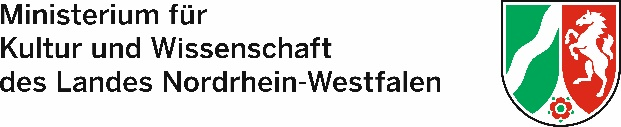 Ministerium für
Kultur und Wissenschaft
des Landes Nordrhein-Westfalen